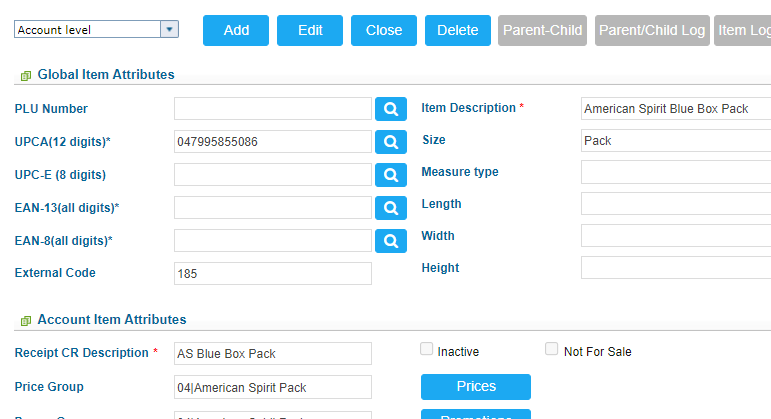 Account level Add Edit Close Delete Parent-Child Parent/Child Log Item Log
Global Item Attributes
PLU Number Item Description * American Spirit Blue Box Pack
UPCA(12 digits)* 047995855086 Size Pack
UPC-E (8 digits) Measure type
EAN-13(all digits)* Length
EAN-8(all digits)* Width
External Code 185 Height
Account Item Attributes
Receipt CR Description * AS Blue Box Pack Inactive Not For Sale
Price Group 04|American Spirit Pack Prices